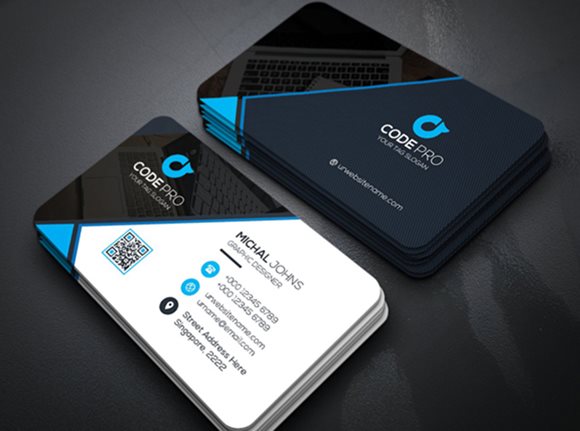 CODE PRO
YOUR TAG SLOGAN
urwebsitename.com
CODE PRO
YOUR TAG SLOGAN
MICHAL JOHNS
GRAPHIC DESIGNER
+000 12345 6789
+000 12345 6789
urwebsitename.com
urname@email.com
Street Address Here
Singapore, 2222